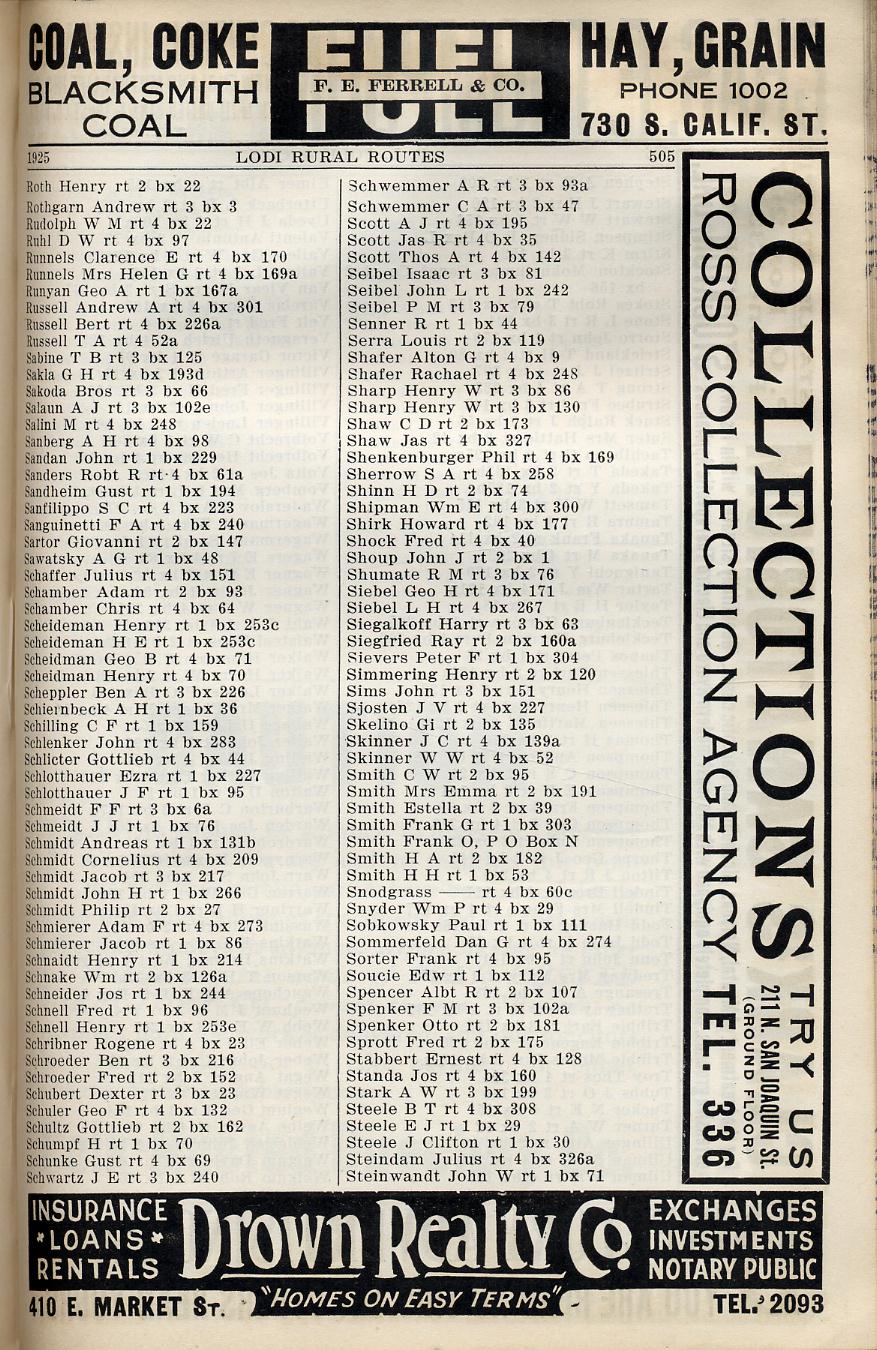 COAL, COKE
BLACKSMITH
COAL
FUEL
F. E. FERRELL & CO.
FULL
HAY, GRAIN
PHONE 1002
730 S. CALIF. ST.
1925 LODI RURAL ROUTES 505
Roth Henry rt 2 bx 22
Rothgarn Andrew rt 3 bx 3
Rudolph W M rt 4 bx 22
Ruhl D W rt 4 bx 97
Runnels Clarence E rt 4 bx 170
Runnels Mrs Helen G rt 4 bx 169a
Runyan Geo A rt 1 bx 167a
Russell Andrew A rt 4 bx 301
Russell Bert rt 4 bx 226a
Russell T A rt 4 52a
Sabine T B rt 3 bx 125
Sakla G H rt 4 bx 193d
Sakoda Bros rt 3 bx 66
Salaun A J rt 3 bx 102e
Salini M rt 4 bx 248
Sanberg A H rt 4 bx 98
Sandan John rt 1 bx 229
Sanders Robt R rt 4 bx 61a
Sandheim Gust rt 1 bx 194
Sanfilippo S C rt 4 bx 223
Sanguinetti F A rt 4 bx 240
Sartor Giovanni rt 2 bx 147
Sawatsky A G rt 1 bx 48
Schaffer Julius rt 4 bx 151
Schamber Adam rt 2 bx 93
Schamber Chris rt 4 bx 64
Scheideman Henry rt 1 bx 253c
Scheideman H E rt 1 bx 253c
Scheidman Geo B rt 4 bx 71
Scheidman Henry rt 4 bx 70
Scheppler Ben A rt 3 bx 226
Schiernbeck A H rt 1 bx 36
Schilling C F rt 1 bx 159
Schlenker John rt 4 bx 283
Schlicter Gottlieb rt 4 bx 44
Schlotthauer Ezra rt 1 bx 227
Schlotthauer J F rt 1 bx 95
Schmeidt F F rt 3 bx 6a
Schmeidt J J rt 1 bx 76
Schmidt Andreas rt 1 bx 131b
Schmidt Cornelius rt 4 bx 209
Schmidt Jacob rt 3 bx 217
Schmidt John H rt 1 bx 266
Schmidt Philip rt 2 bx 27
Schmierer Adam F rt 4 bx 273
Schmierer Jacob rt 1 bx 86
Schnaidt Henry rt 1 bx 214
Schnake Wm rt 2 bx 126a
Schneider Jos rt 1 bx 244
Schnell Fred rt 1 bx 96
Schnell Henry rt 1 bx 253e
Schribner Rogene rt 4 bx 23
Schroeder Ben rt 3 bx 216
Schroeder Fred rt 2 bx 152
Schubert Dexter rt 3 bx 23
Schuler Geo F rt 4 bx 132
Schultz Gottlieb rt 2 bx 162
Schumpf H rt 1 bx 70
Schunke Gust rt 4 bx 69
Schwartz J E rt 3 bx 240
Schwemmer A R rt 3 bx 93a
Schwemmer C A rt 3 bx 47
Scott A J rt 4 bx 195
Scott Jas R rt 4 bx 35
Scott Thos A rt 4 bx 142
Seibel Isaac rt 3 bx 81
Seibel John L rt 1 bx 242
Seibel P M rt 3 bx 79
Senner R rt 1 bx 44
Serra Louis rt 2 bx 119
Shafer Alton G rt 4 bx 9
Shafer Rachael rt 4 bx 248
Sharp Henry W rt 3 bx 86
Sharp Henry W rt 3 bx 130
Shaw C D rt 2 bx 173
Shaw Jas rt 4 bx 327
Shenkenburger Phil rt 4 bx 169
Sherrow S A rt 4 bx 258
Shinn H D rt 2 bx 74
Shipman Wm E rt 4 bx 300
Shirk Howard rt 4 bx 177
Shock Fred rt 4 bx 40
Shoup John J rt 2 bx 1
Shumate R M rt 3 bx 76
Siebel Geo H rt 4 bx 171
Siebel L H rt 4 bx 267
Siegalkoff Harry rt 3 bx 63
Siegfried Ray rt 2 bx 160a
Sievers Peter F rt 1 bx 304
Simmering Henry rt 2 bx 120
Sims John rt 3 bx 151
Sjosten J V rt 4 bx 227
Skelino Gi rt 2 bx 135
Skinner J C rt 4 bx 139a
Skinner W W rt 4 bx 52
Smith C W rt 2 bx 95
Smith Mrs Emma rt 2 bx 191
Smith Estella rt 2 bx 39
Smith Frank G rt 1 bx 303
Smith Frank O, P O Box N
Smith H A rt 2 bx 182
Smith H H rt 1 bx 53
Snodgrass —— rt 4 bx 60c
Snyder Wm P rt 4 bx 29
Sobkowsky Paul rt 1 bx 111
Sommerfeld Dan G rt 4 bx 274
Sorter Frank rt 4 bx 95
Soucie Edw rt 1 bx 112
Spencer Albt R rt 2 bx 107
Spenker F M rt 3 bx 102a
Spenker Otto rt 2 bx 181
Sprott Fred rt 2 bx 175
Stabbert Ernest rt 4 bx 128
Standa Jos rt 4 bx 160
Stark A W rt 3 bx 199
Steele B T rt 4 bx 308
Steele E J rt 1 bx 29
Steele J Clifton rt 1 bx 30
Steindam Julius rt 4 bx 326a
Steinwandt John W rt 1 bx 71
COLLECTIONS TRY US
211 N. SAN JOAQUIN St.
(GROUND FLOOR)
ROSS COLLECTION AGENCY TEL. 336
INSURANCE
*LOANS*
RENTALS
Drown Realty Co.
EXCHANGES
INVESTMENTS
NOTARY PUBLIC
410 E. MARKET ST.
"HOMES ON EASY TERMS"
TEL. 2093